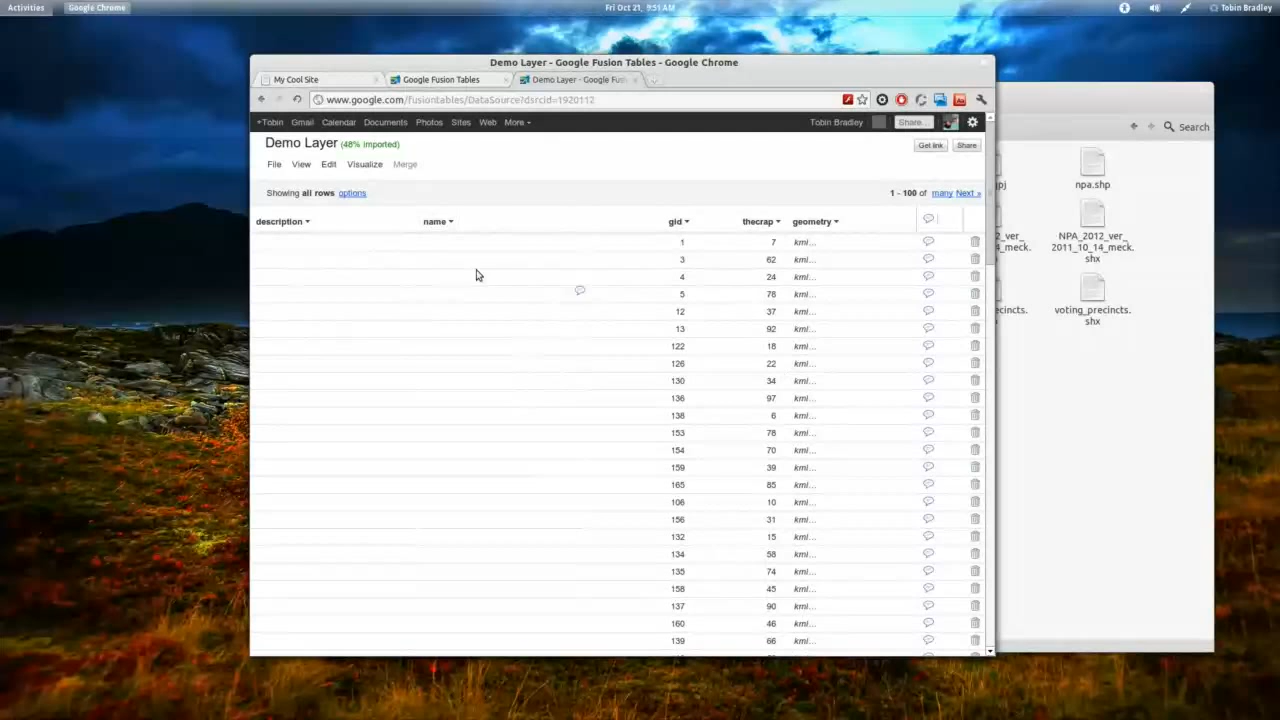 Activities Google Chrome Fri Oct 21, 9:51 AM Tobin Bradley
Demo Layer - Google Fusion Tables - Google Chrome
My Cool Site Google Fusion Tables Demo Layer - Google Fus
www.google.com/fusiontables/DataSource?dsrcid=1920112
+Tobin Gmail Calendar Documents Photos Sites Web More Tobin Bradley Share...
Search
Demo Layer (48% imported) Get link Share
File View Edit Visualize Merge
Showing all rows options 1 - 100 of many Next »
description name gid thecrap geometry
1 7 kml...
3 62 kml...
4 24 kml...
5 78 kml...
12 37 kml...
13 92 kml...
122 18 kml...
126 22 kml...
130 34 kml...
136 97 kml...
138 6 kml...
153 78 kml...
154 70 kml...
159 39 kml...
165 85 kml...
106 10 kml...
156 31 kml...
132 15 kml...
134 58 kml...
135 74 kml...
158 45 kml...
137 90 kml...
160 46 kml...
139 66 kml...
npa.shp
NPA_2012_ver_
2011_10_14_meck.
shx
voting_precincts.
shx